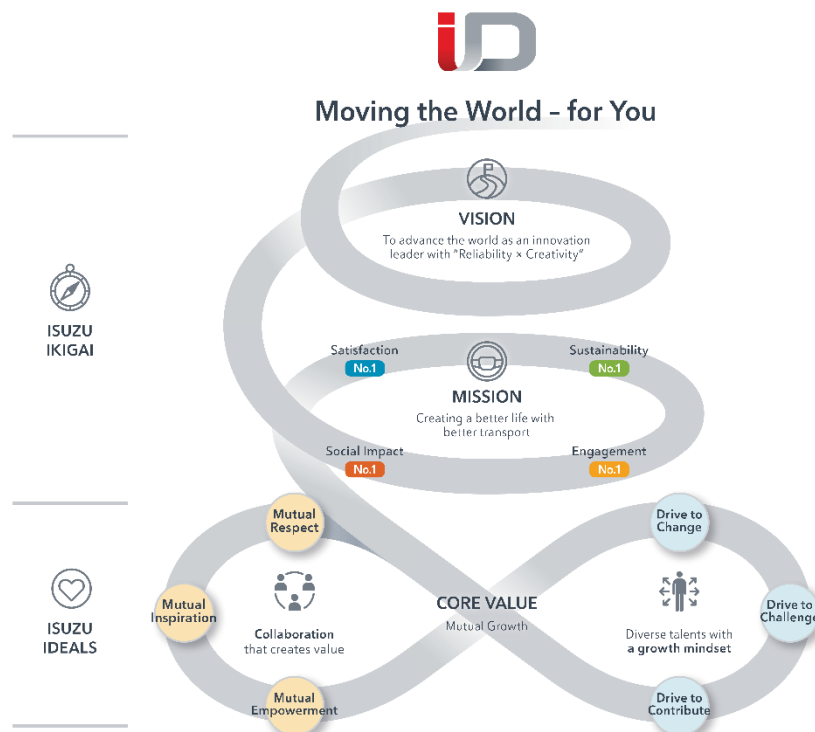 iD
Moving the World – for You
VISION
To advance the world as an innovation
leader with "Reliability × Creativity"
ISUZU
IKIGAI
Satisfaction
No.1
Sustainability
No.1
MISSION
Creating a better life with
better transport
Social Impact
No.1
Engagement
No.1
Mutual
Respect
Mutual
Inspiration
Mutual
Empowerment
Collaboration
that creates value
CORE VALUE
Mutual Growth
Drive to
Change
Drive to
Challenge
Drive to
Contribute
Diverse talents with
a growth mindset
ISUZU
IDEALS
P